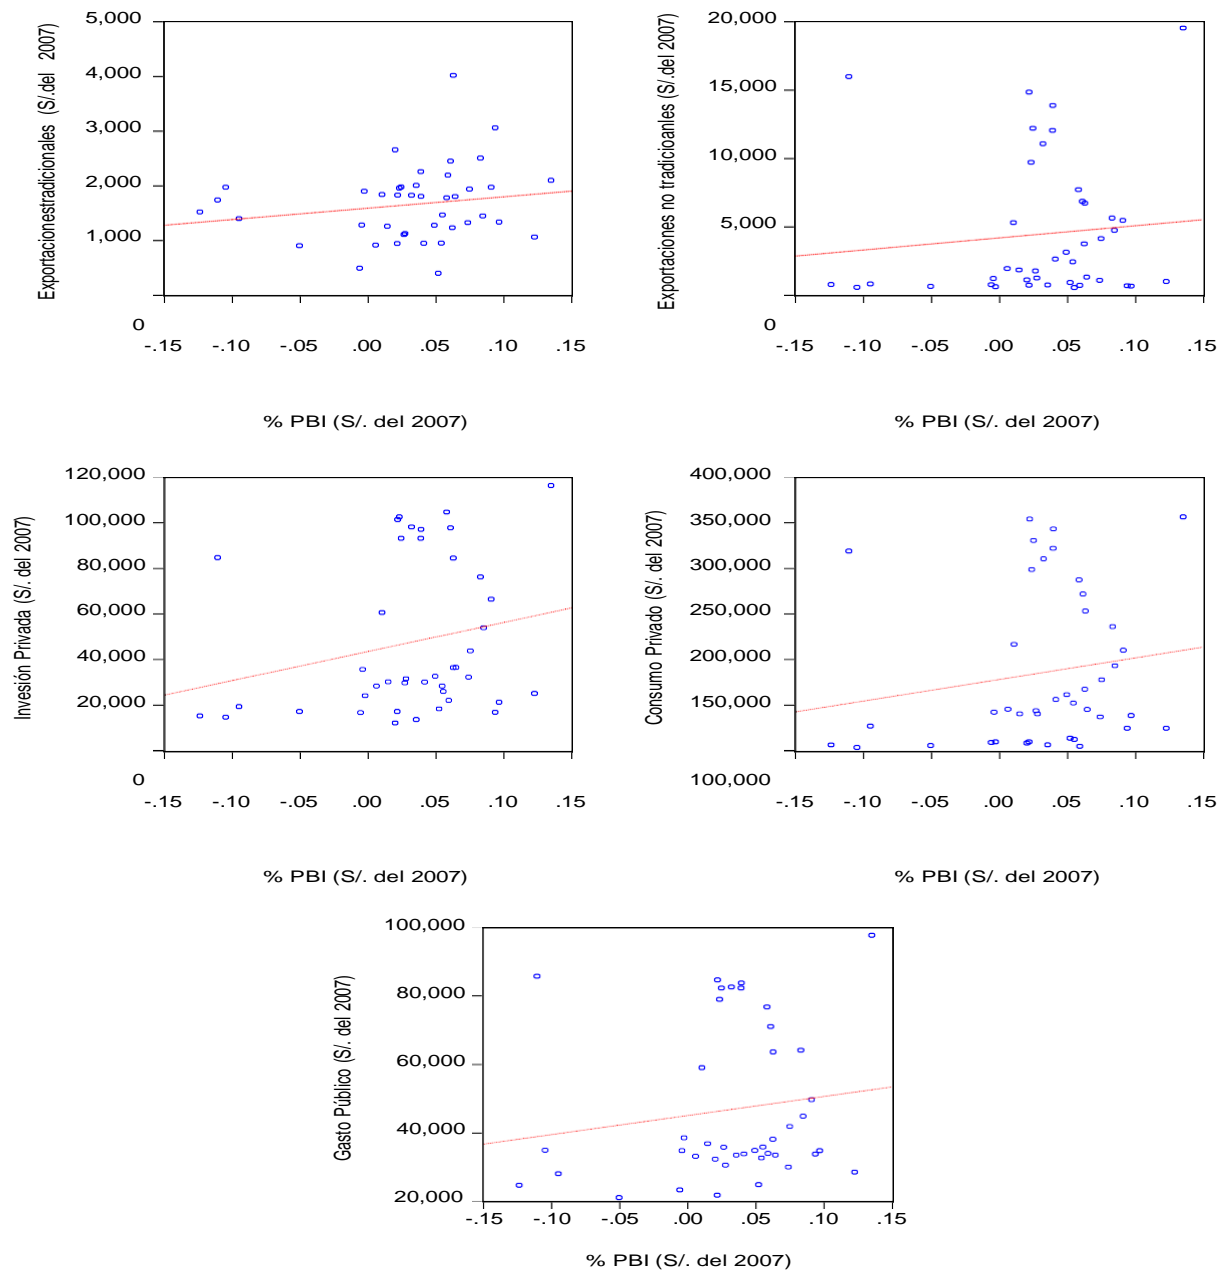 Exportacionestradicionales (S/.del 2007)
5,000
4,000
3,000
2,000
1,000
0
-.15 -.10 -.05 .00 .05 .10 .15
% PBI (S/. del 2007)
Exportaciones no tradicioanles (S/.del 2007)
20,000
15,000
10,000
5,000
0
-.15 -.10 -.05 .00 .05 .10 .15
% PBI (S/. del 2007)
Invesión Privada (S/. del 2007)
120,000
100,000
80,000
60,000
40,000
20,000
0
-.15 -.10 -.05 .00 .05 .10 .15
% PBI (S/. del 2007)
Consumo Privado (S/. del 2007)
400,000
350,000
300,000
250,000
200,000
150,000
100,000
-.15 -.10 -.05 .00 .05 .10 .15
% PBI (S/. del 2007)
Gasto Público (S/. del 2007)
100,000
80,000
60,000
40,000
20,000
-.15 -.10 -.05 .00 .05 .10 .15
% PBI (S/. del 2007)